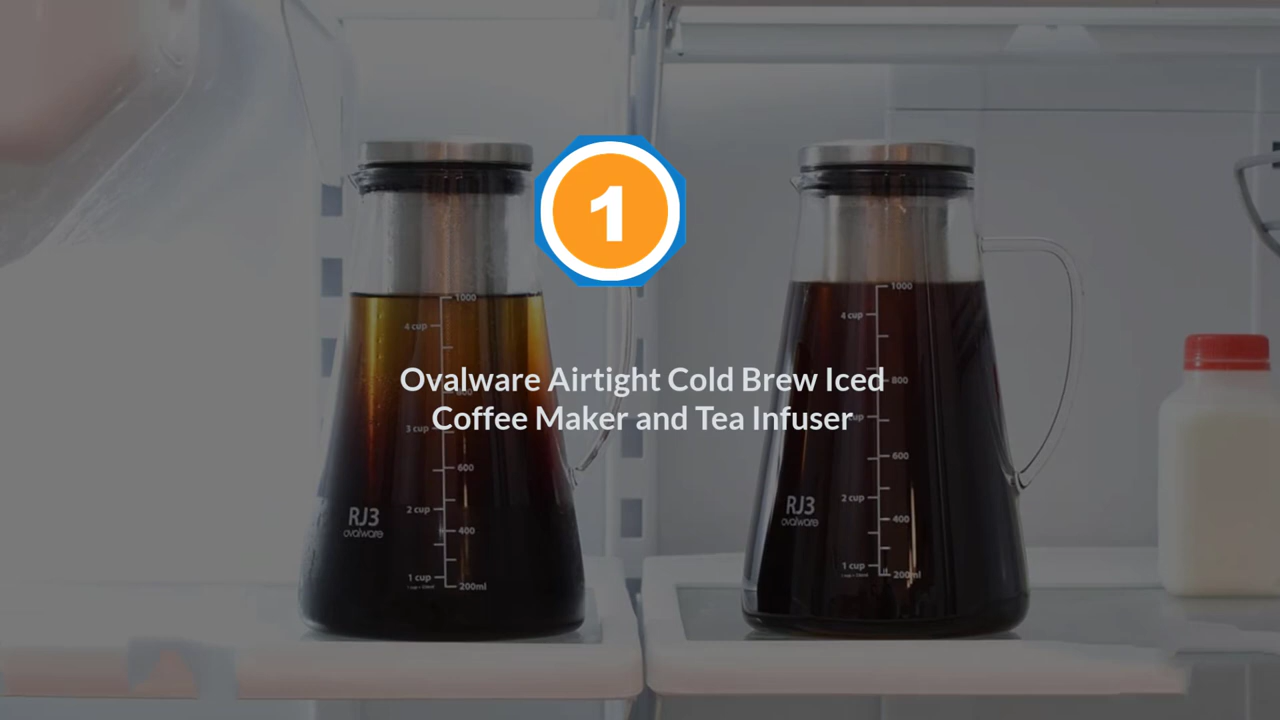 1
Ovalware Airtight Cold Brew Iced
Coffee Maker and Tea Infuser
1000
4 cup
800
3 cup
600
2 cup
400
1 cup
200ml
RJ3
ovalware
1000
4 cup
800
600
2 cup
400
1 cup
200ml
RJ3
ovalware